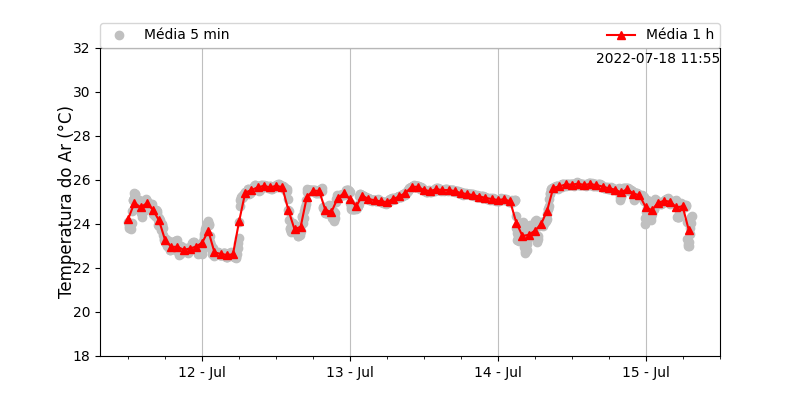 Média 5 min
Média 1 h
2022-07-18 11:55
Temperatura do Ar (°C)
32
30
28
26
24
22
20
18
12 - Jul
13 - Jul
14 - Jul
15 - Jul